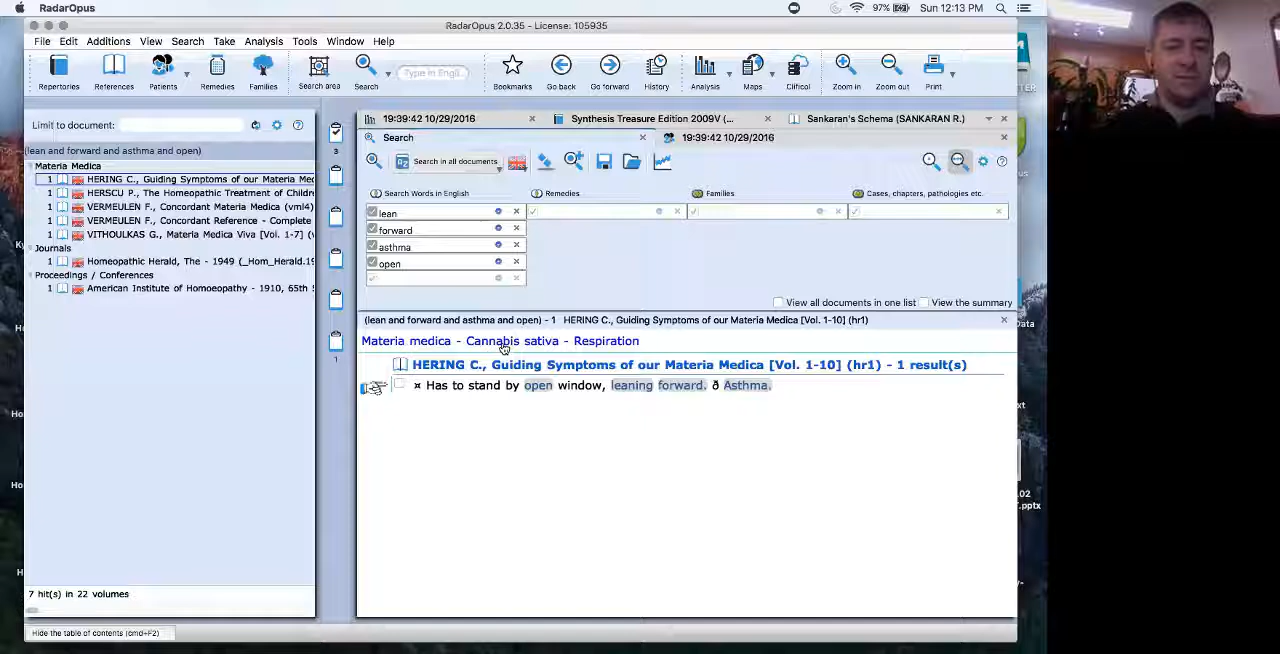 RadarOpus
97%
Sun 12:13 PM
RadarOpus 2.0.35 - License: 105935
File Edit Additions View Search Take Analysis Tools Window Help
Type in Engli...
Repertories References Patients Remedies Families Search area Search Bookmarks Go back Go forward History Analysis Maps Clificol Zoom in Zoom out Print
Limit to document:
19:39:42 10/29/2016
Synthesis Treasure Edition 2009V (...
Sankaran's Schema (SANKARAN R.)
Search
19:39:42 10/29/2016
(lean and forward and asthma and open)
Materia Medica
1 HERING C., Guiding Symptoms of our Materia Med
1 HERSCU P., The Homeopathic Treatment of Childr
1 VERMEULEN F., Concordant Materia Medica (vml4)
1 VERMEULEN F., Concordant Reference - Complete
1 VITHOULKAS G., Materia Medica Viva [Vol. 1-7] (v
Journals
1 Homeopathic Herald, The - 1949 (_Hom_Herald.19
Proceedings / Conferences
1 American Institute of Homoeopathy - 1910, 65th
7 hit(s) in 22 volumes
Hide the table of contents (cmd+F2)
3
1
Search in all documents
Search Words in English
Remedies
Families
Cases, chapters, pathologies etc.
lean
forward
asthma
open
View all documents in one list
View the summary
(lean and forward and asthma and open) - 1 HERING C., Guiding Symptoms of our Materia Medica [Vol. 1-10] (hr1)
Materia medica - Cannabis sativa - Respiration
HERING C., Guiding Symptoms of our Materia Medica [Vol. 1-10] (hr1) - 1 result(s)
¤ Has to stand by open window, leaning forward. ð Asthma.
Data
.02
T.pptx